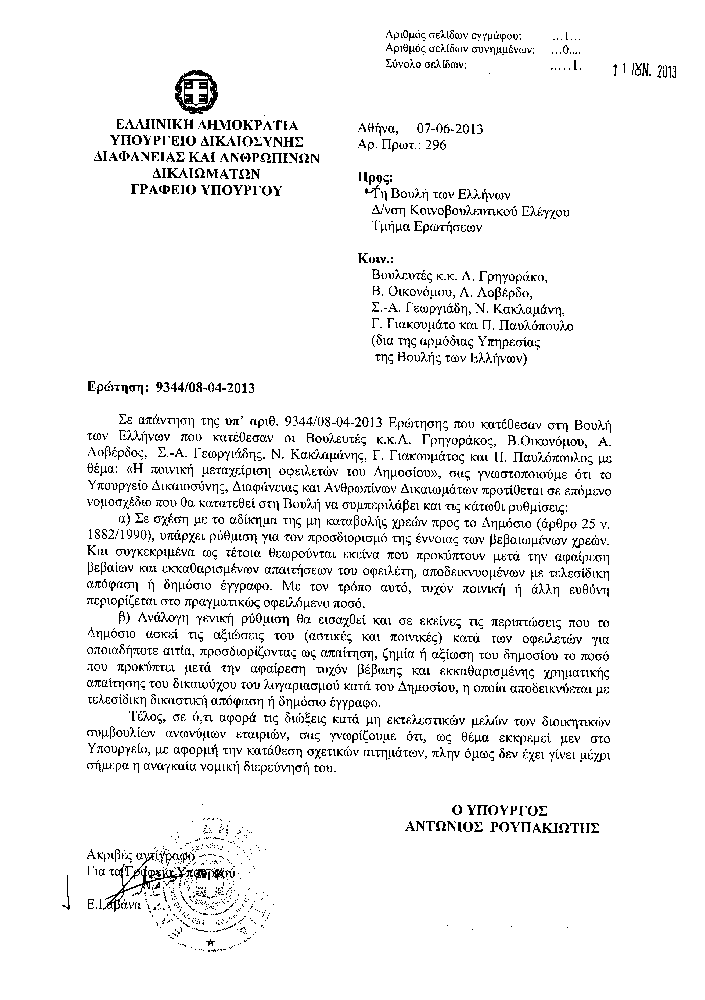 Αριθμός σελίδων εγγράφου: ...1...
Αριθμός σελίδων συνημμένων: ...0....
Σύνολο σελίδων: .....1.
11 ΙΟΥΝ. 2013
ΕΛΛΗΝΙΚΗ ΔΗΜΟΚΡΑΤΙΑ
ΥΠΟΥΡΓΕΙΟ ΔΙΚΑΙΟΣΥΝΗΣ
ΔΙΑΦΑΝΕΙΑΣ ΚΑΙ ΑΝΘΡΩΠΙΝΩΝ
ΔΙΚΑΙΩΜΑΤΩΝ
ΓΡΑΦΕΙΟ ΥΠΟΥΡΓΟΥ
Αθήνα, 07-06-2013
Αρ. Πρωτ.: 296
Προς:
Τη Βουλή των Ελλήνων
Δ/νση Κοινοβουλευτικού Ελέγχου
Τμήμα Ερωτήσεων
Κοιν.:
Βουλευτές κ.κ. Λ. Γρηγοράκο,
Β. Οικονόμου, Α. Λοβέρδο,
Σ.-Α. Γεωργιάδη, Ν. Κακλαμάνη,
Γ. Γιακουμάτο και Π. Παυλόπουλο
(δια της αρμόδιας Υπηρεσίας
της Βουλής των Ελλήνων)
Ερώτηση: 9344/08-04-2013
Σε απάντηση της υπ’ αριθ. 9344/08-04-2013 Ερώτησης που κατέθεσαν στη Βουλή
των Ελλήνων που κατέθεσαν οι Βουλευτές κ.κ.Λ. Γρηγοράκος, Β.Οικονόμου, Α.
Λοβέρδος, Σ.-Α. Γεωργιάδης, Ν. Κακλαμάνης, Γ. Γιακουμάτος και Π. Παυλόπουλος με
θέμα: «Η ποινική μεταχείριση οφειλετών του Δημοσίου», σας γνωστοποιούμε ότι το
Υπουργείο Δικαιοσύνης, Διαφάνειας και Ανθρωπίνων Δικαιωμάτων προτίθεται σε επόμενο
νομοσχέδιο που θα κατατεθεί στη Βουλή να συμπεριλάβει και τις κάτωθι ρυθμίσεις:
α) Σε σχέση με το αδίκημα της μη καταβολής χρεών προς το Δημόσιο (άρθρο 25 ν.
1882/1990), υπάρχει ρύθμιση για τον προσδιορισμό της έννοιας των βεβαιωμένων χρεών.
Και συγκεκριμένα ως τέτοια θεωρούνται εκείνα που προκύπτουν μετά την αφαίρεση
βεβαίων και εκκαθαρισμένων απαιτήσεων του οφειλέτη, αποδεικνυομένων με τελεσίδικη
απόφαση ή δημόσιο έγγραφο. Με τον τρόπο αυτό, τυχόν ποινική ή άλλη ευθύνη
περιορίζεται στο πραγματικώς οφειλόμενο ποσό.
β) Ανάλογη γενική ρύθμιση θα εισαχθεί και σε εκείνες τις περιπτώσεις που το
Δημόσιο ασκεί τις αξιώσεις του (αστικές και ποινικές) κατά των οφειλετών για
οποιαδήποτε αιτία, προσδιορίζοντας ως απαίτηση, ζημία ή αξίωση του δημοσίου το ποσό
που προκύπτει μετά την αφαίρεση τυχόν βέβαιης και εκκαθαρισμένης χρηματικής
απαίτησης του δικαιούχου του λογαριασμού κατά του Δημοσίου, η οποία αποδεικνύεται με
τελεσίδικη δικαστική απόφαση ή δημόσιο έγγραφο.
Τέλος, σε ό,τι αφορά τις διώξεις κατά μη εκτελεστικών μελών των διοικητικών
συμβουλίων ανωνύμων εταιριών, σας γνωρίζουμε ότι, ως θέμα εκκρεμεί μεν στο
Υπουργείο, με αφορμή την κατάθεση σχετικών αιτημάτων, πλην όμως δεν έχει γίνει μέχρι
σήμερα η αναγκαία νομική διερεύνησή του.
Ο ΥΠΟΥΡΓΟΣ
ΑΝΤΩΝΙΟΣ ΡΟΥΠΑΚΙΩΤΗΣ
Ακριβές αντίγραφο
Για το Γραφείο Υπουργού
Ε.Γαβάνα